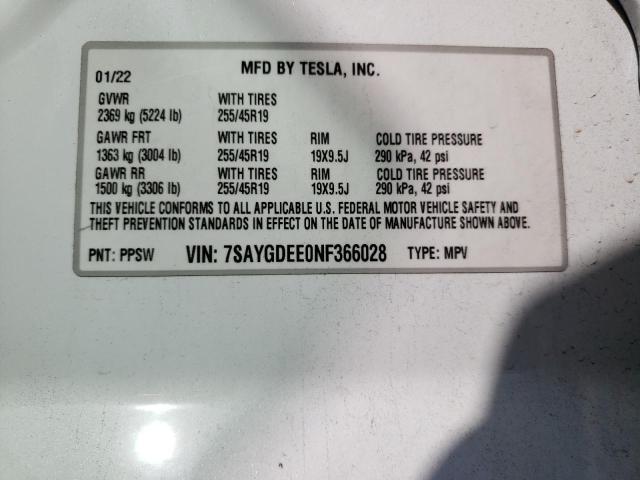 01/22 MFD BY TESLA, INC.
GVWR WITH TIRES
2369 kg (5224 lb) 255/45R19
GAWR FRT WITH TIRES RIM COLD TIRE PRESSURE
1363 kg (3004 lb) 255/45R19 19X9.5J 290 kPa, 42 psi
GAWR RR WITH TIRES RIM COLD TIRE PRESSURE
1500 kg (3306 lb) 255/45R19 19X9.5J 290 kPa, 42 psi
THIS VEHICLE CONFORMS TO ALL APPLICABLE U.S. FEDERAL MOTOR VEHICLE SAFETY AND
THEFT PREVENTION STANDARDS IN EFFECT ON THE DATE OF MANUFACTURE SHOWN ABOVE.
PNT: PPSW VIN: 7SAYGDEE0NF366028 TYPE: MPV